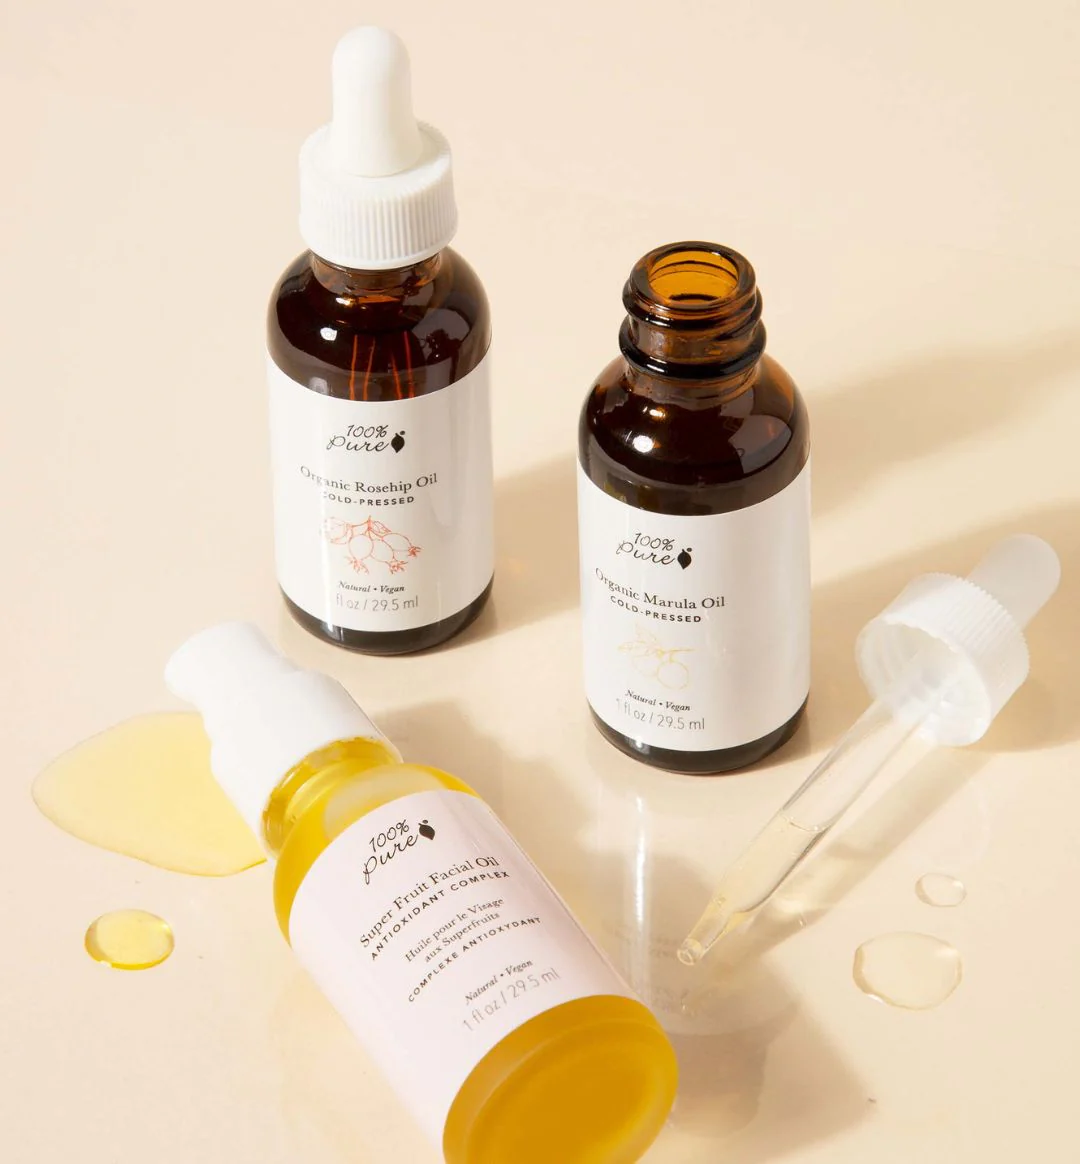 100%
Pure
Organic Rosehip Oil
COLD-PRESSED
Natural • Vegan
fl oz / 29.5 ml
100%
Pure
Organic Marula Oil
COLD-PRESSED
Natural • Vegan
1 fl oz / 29.5 ml
100%
Pure
Super Fruit Facial Oil
ANTIOXIDANT COMPLEX
Huile pour le Visage
aux Superfruits
COMPLEXE ANTIOXYDANT
Natural • Vegan
1 fl oz / 29.5 ml